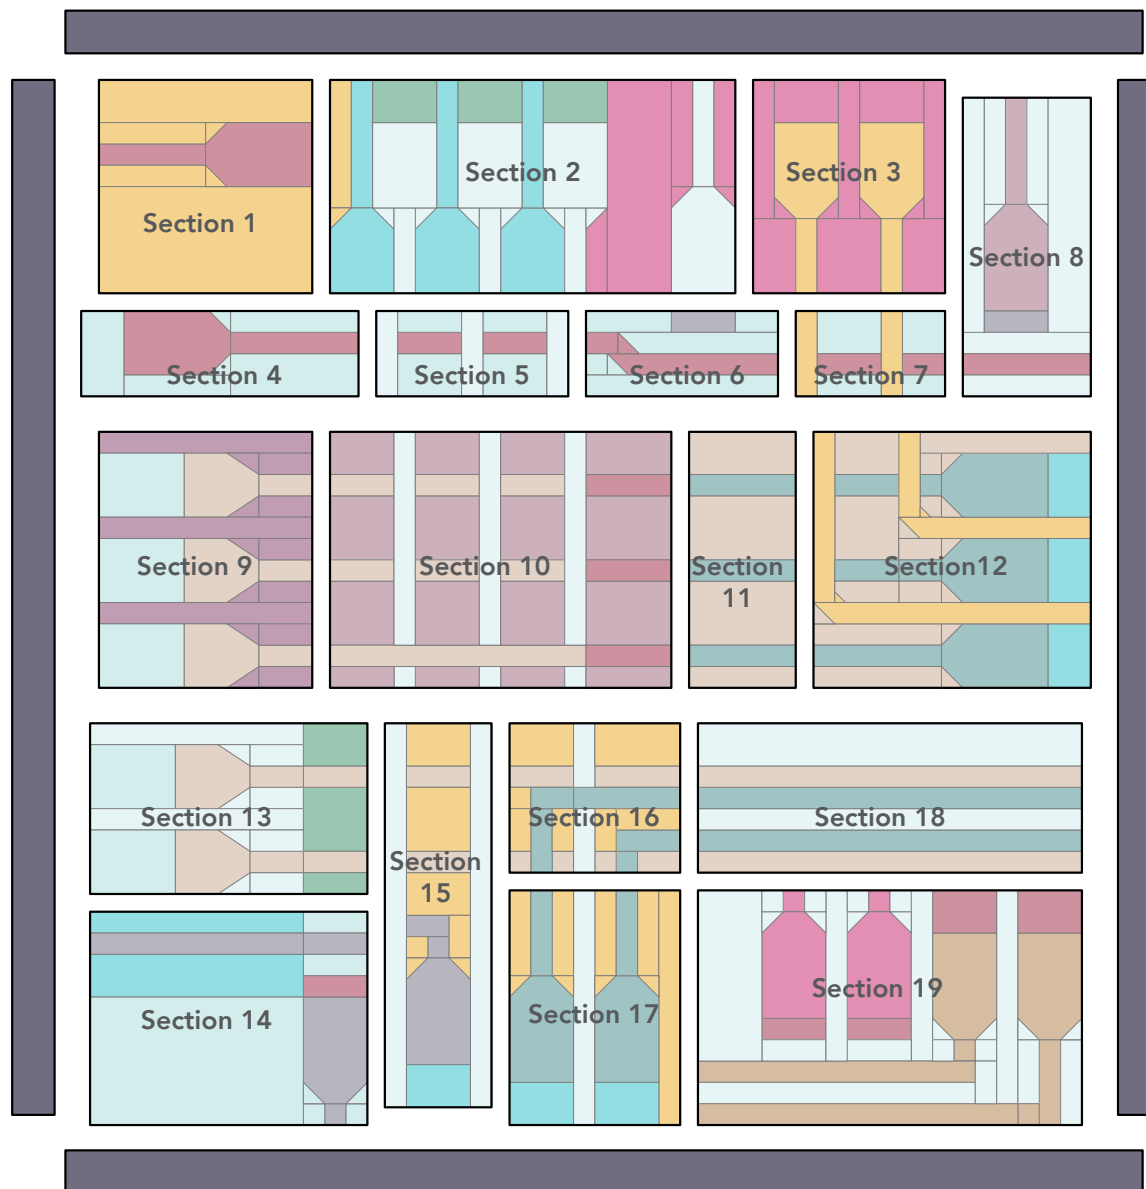 Section 1
Section 2
Section 3
Section 8
Section 4
Section 5
Section 6
Section 7
Section 9
Section 10
Section
11
Section12
Section 13
Section
15
Section 16
Section 18
Section 14
Section 17
Section 19